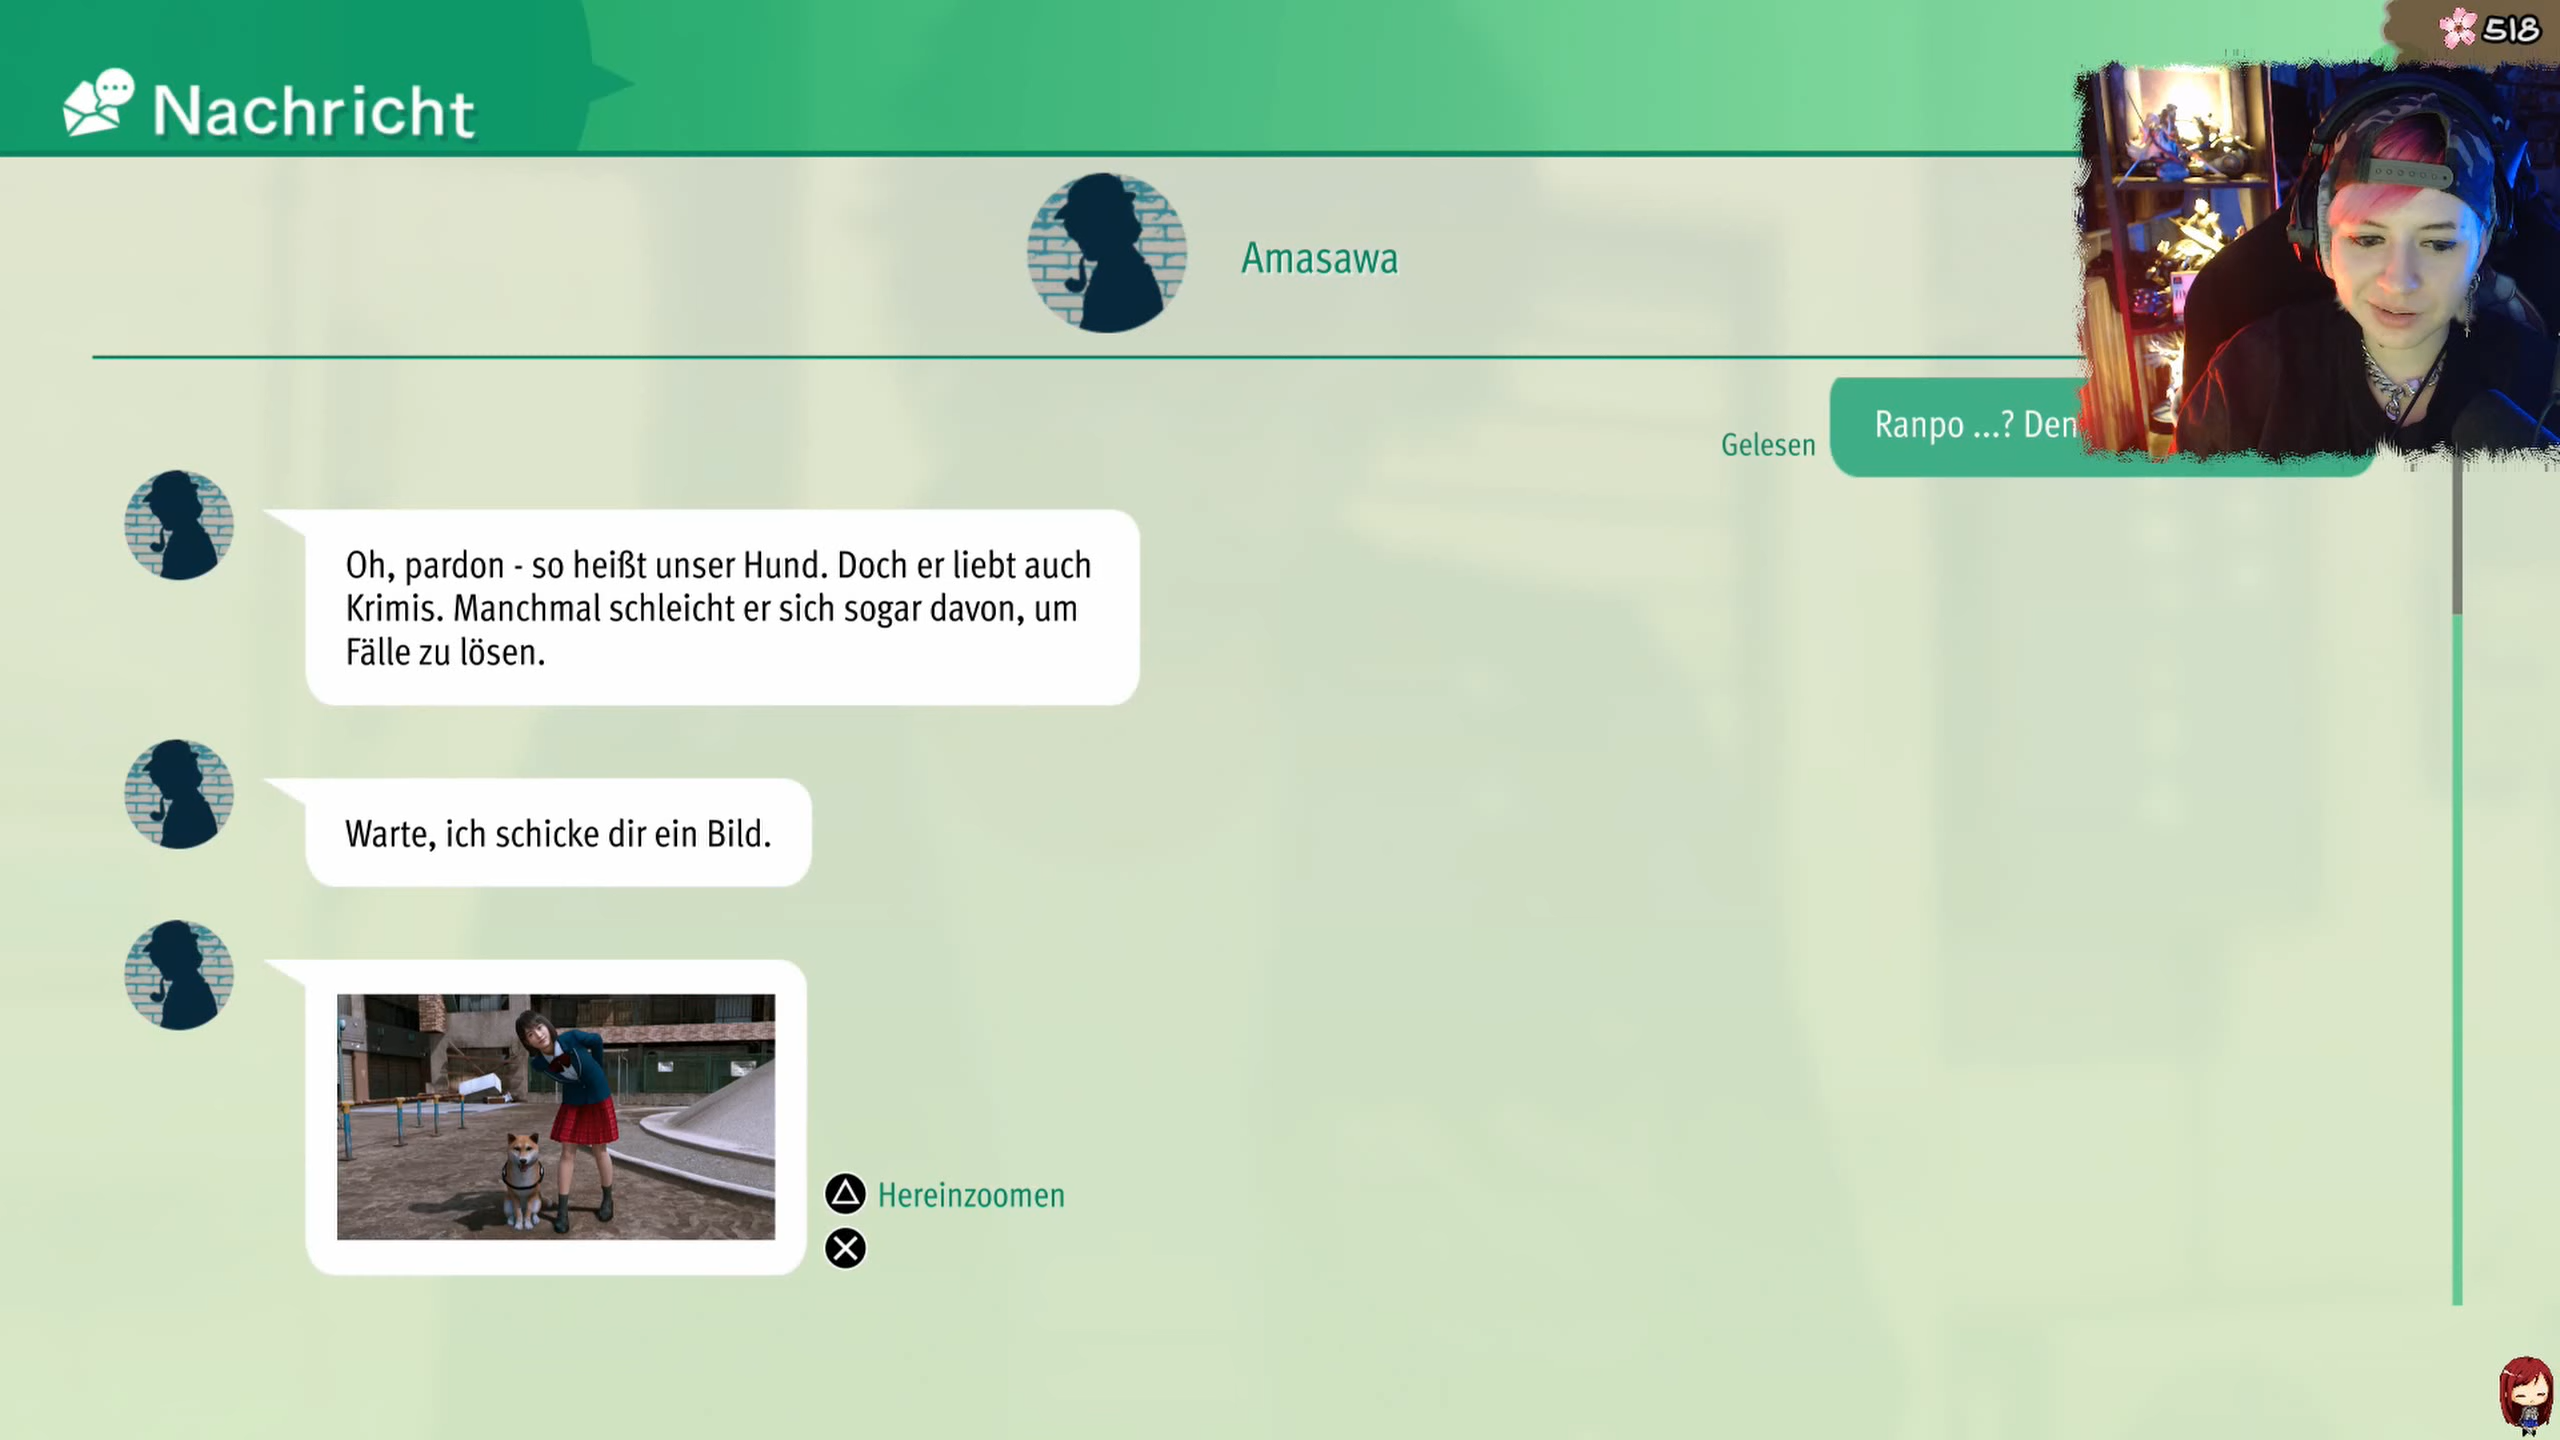 518
Nachricht
Amasawa
Ranpo ...?
Gelesen
Oh, pardon - so heißt unser Hund. Doch er liebt auch
Krimis. Manchmal schleicht er sich sogar davon, um
Fälle zu lösen.
Warte, ich schicke dir ein Bild.
Hereinzoomen